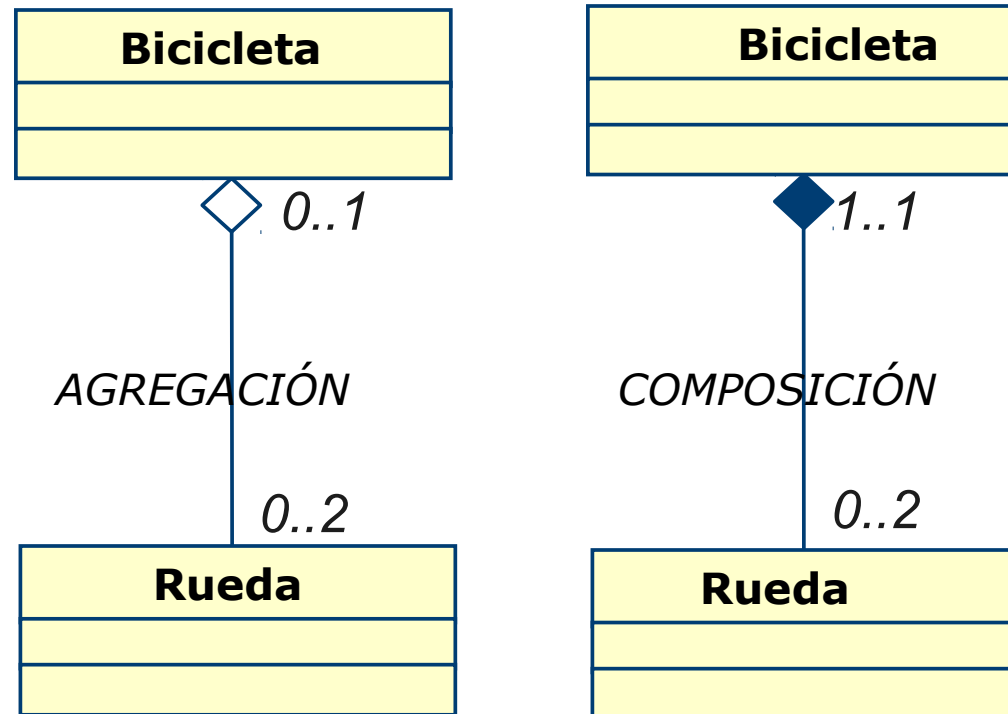 Bicicleta
0..1
AGREGACIÓN
0..2
Rueda
Bicicleta
1..1
COMPOSICIÓN
0..2
Rueda